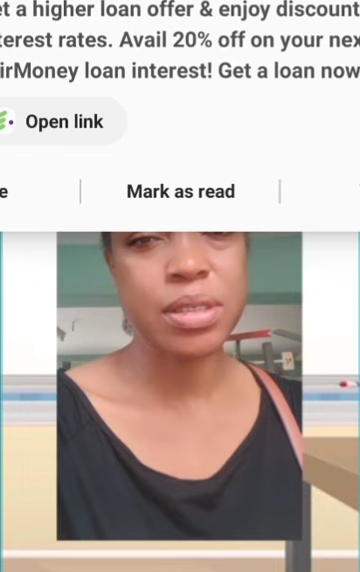 et a higher loan offer & enjoy discount
terest rates. Avail 20% off on your nex
irMoney loan interest! Get a loan now
Open link
e
Mark as read